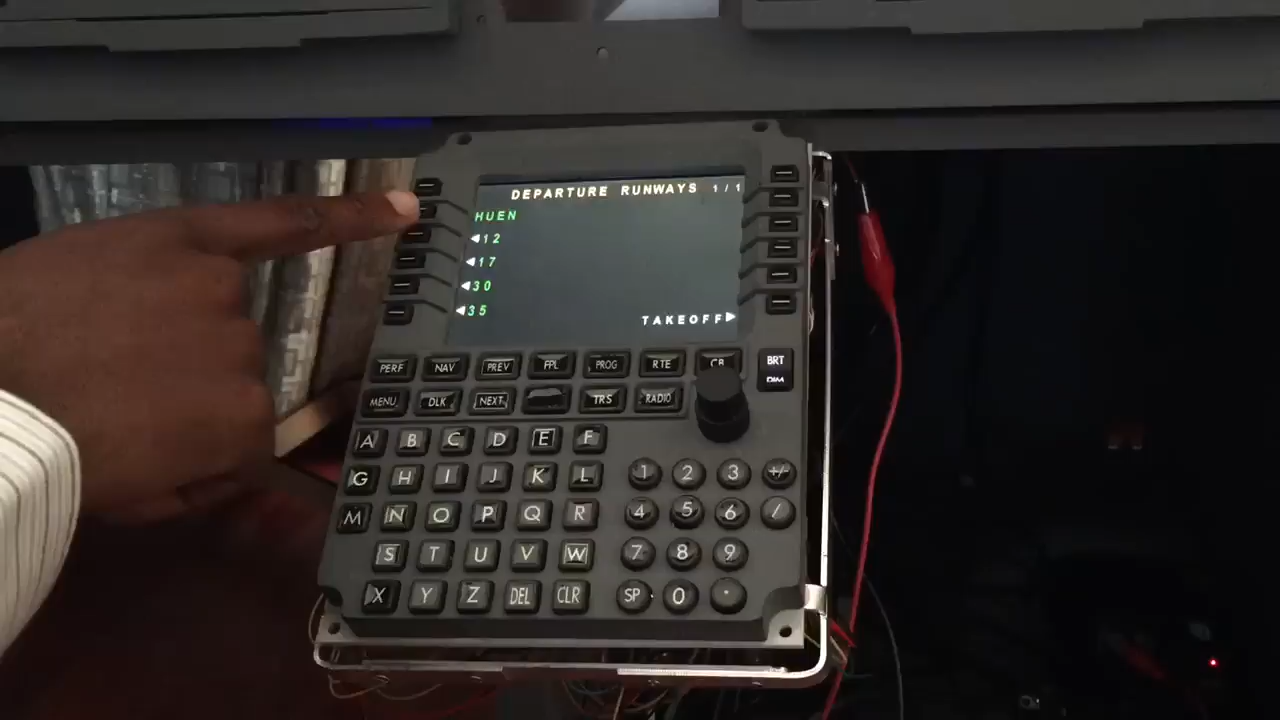 DEPARTURE RUNWAYS 1/1
HUEN
◀12
◀17
◀30
◀35
TAKEOFF▶
PERF NAV PREV FPL PROG RTE CB BRT
DIM
MENU DLK NEXT TRS RADIO
A B C D E F
G H I J K L 1 2 3 +/-
M N O P Q R 4 5 6 /
S T U V W 7 8 9
X Y Z DEL CLR SP 0 .